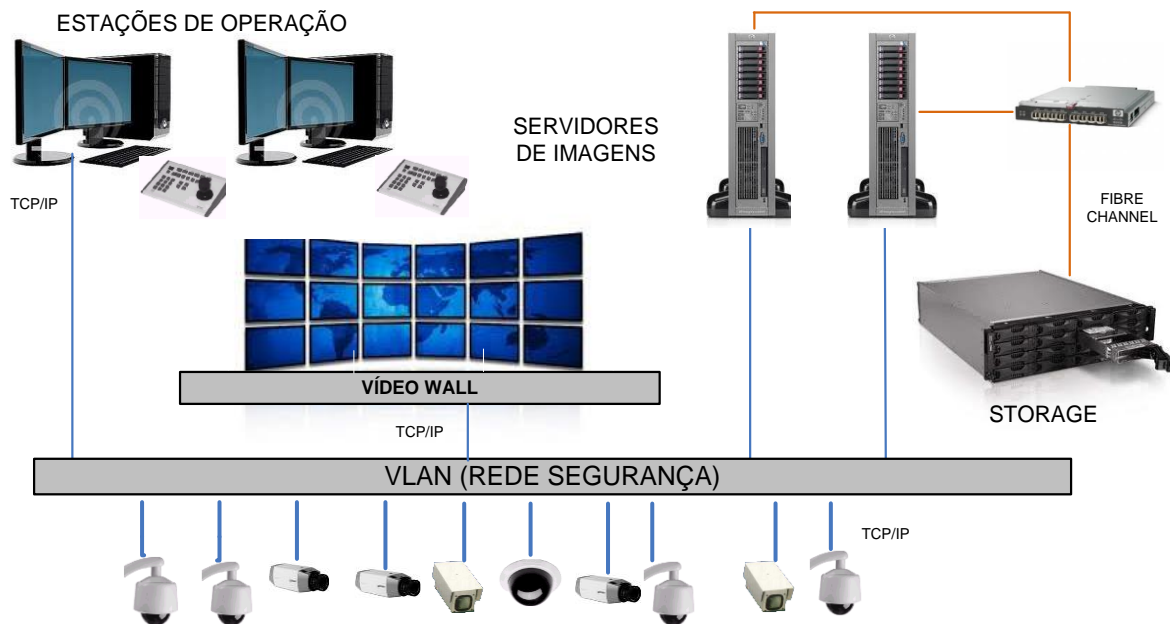 ESTAÇÕES DE OPERAÇÃO
SERVIDORES
DE IMAGENS
TCP/IP
FIBRE
CHANNEL
VÍDEO WALL
STORAGE
TCP/IP
VLAN (REDE SEGURANÇA)
TCP/IP